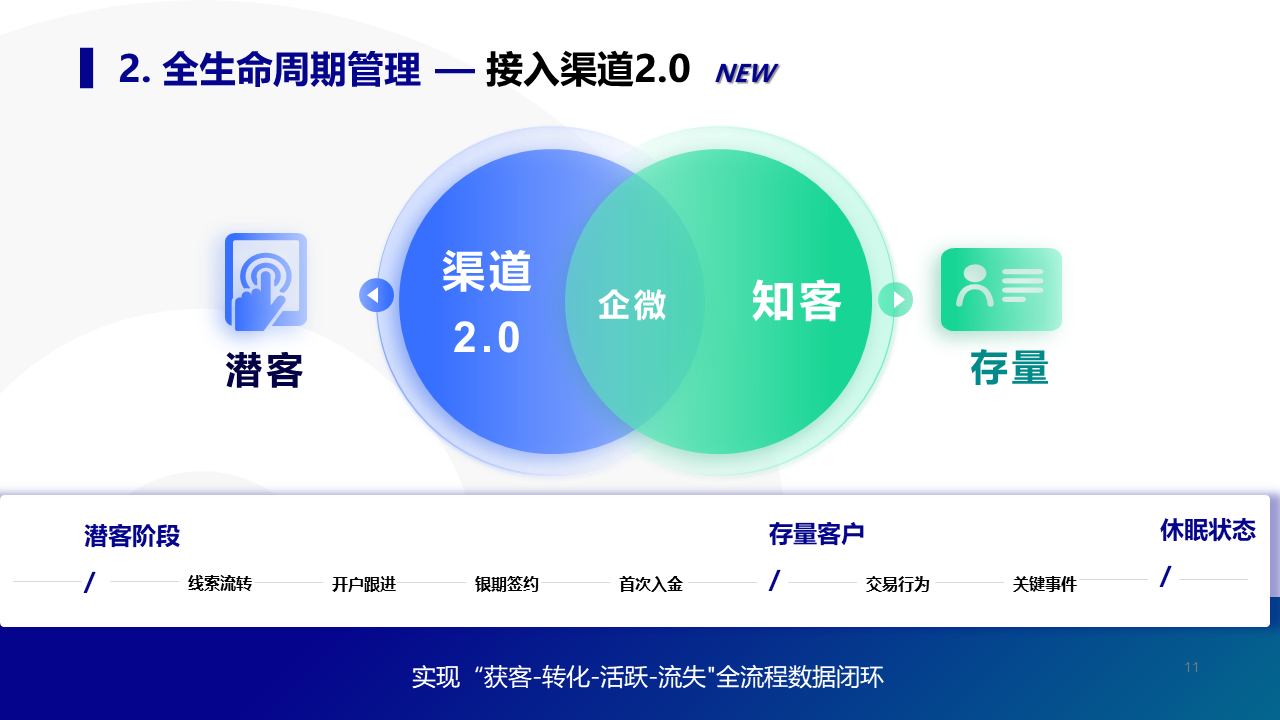 2. 全生命周期管理 — 接入渠道2.0 NEW
渠道
2.0
企微
知客
潜客
存量
潜客阶段
存量客户
休眠状态
/ 线索流转 开户跟进 银期签约 首次入金 / 交易行为 关键事件 /
实现“获客-转化-活跃-流失"全流程数据闭环
11